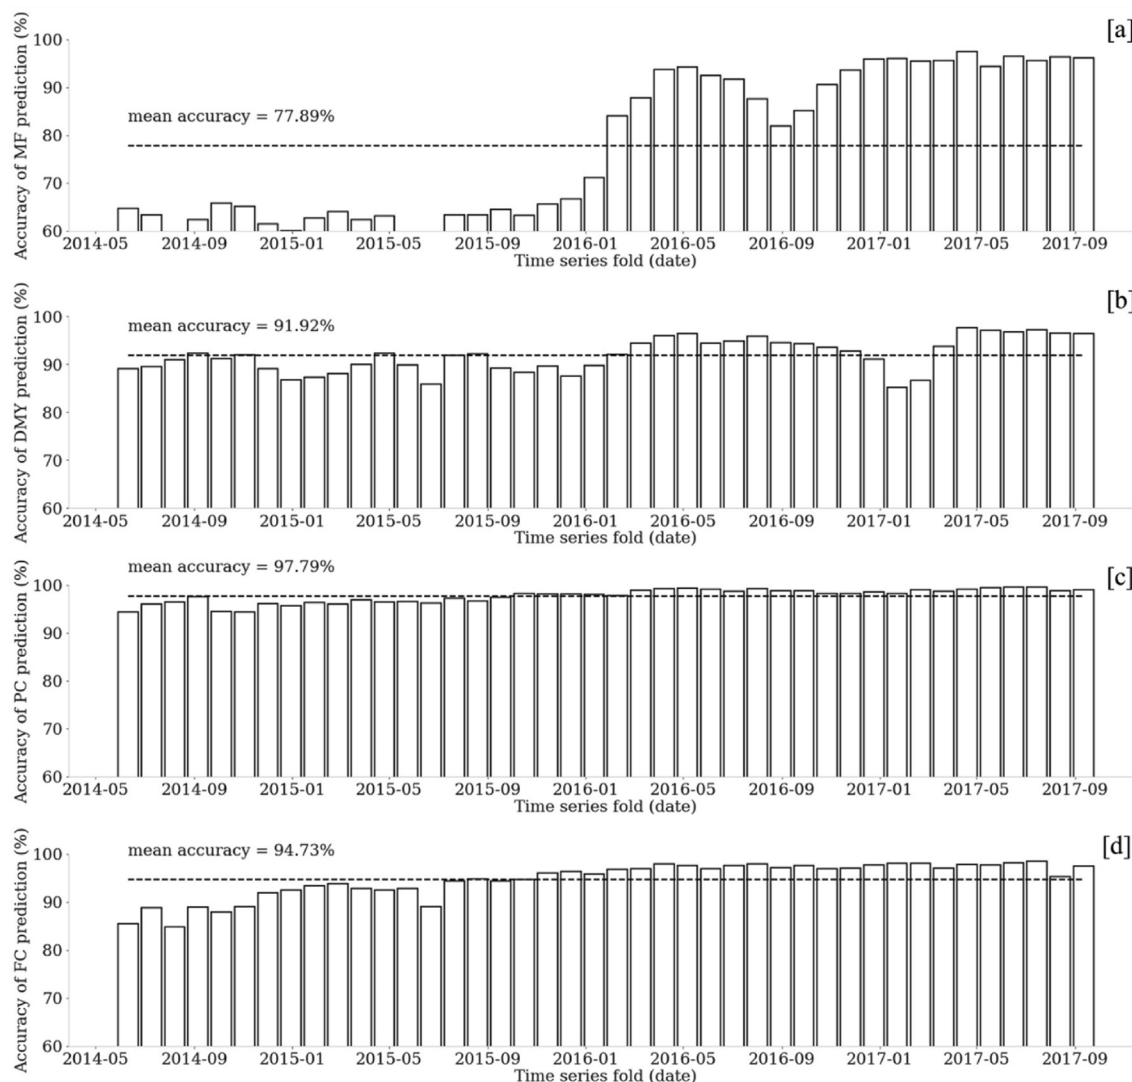 [a]
Accuracy of MF prediction (%)
100
90
80
70
60
mean accuracy = 77.89%
2014-05 2014-09 2015-01 2015-05 2015-09 2016-01 2016-05 2016-09 2017-01 2017-05 2017-09
Time series fold (date)
[b]
Accuracy of DMY prediction (%)
100
90
80
70
60
mean accuracy = 91.92%
2014-05 2014-09 2015-01 2015-05 2015-09 2016-01 2016-05 2016-09 2017-01 2017-05 2017-09
Time series fold (date)
[c]
Accuracy of PC prediction (%)
mean accuracy = 97.79%
100
90
80
70
60
2014-05 2014-09 2015-01 2015-05 2015-09 2016-01 2016-05 2016-09 2017-01 2017-05 2017-09
Time series fold (date)
[d]
Accuracy of FC prediction (%)
mean accuracy = 94.73%
100
90
80
70
60
2014-05 2014-09 2015-01 2015-05 2015-09 2016-01 2016-05 2016-09 2017-01 2017-05 2017-09
Time series fold (date)